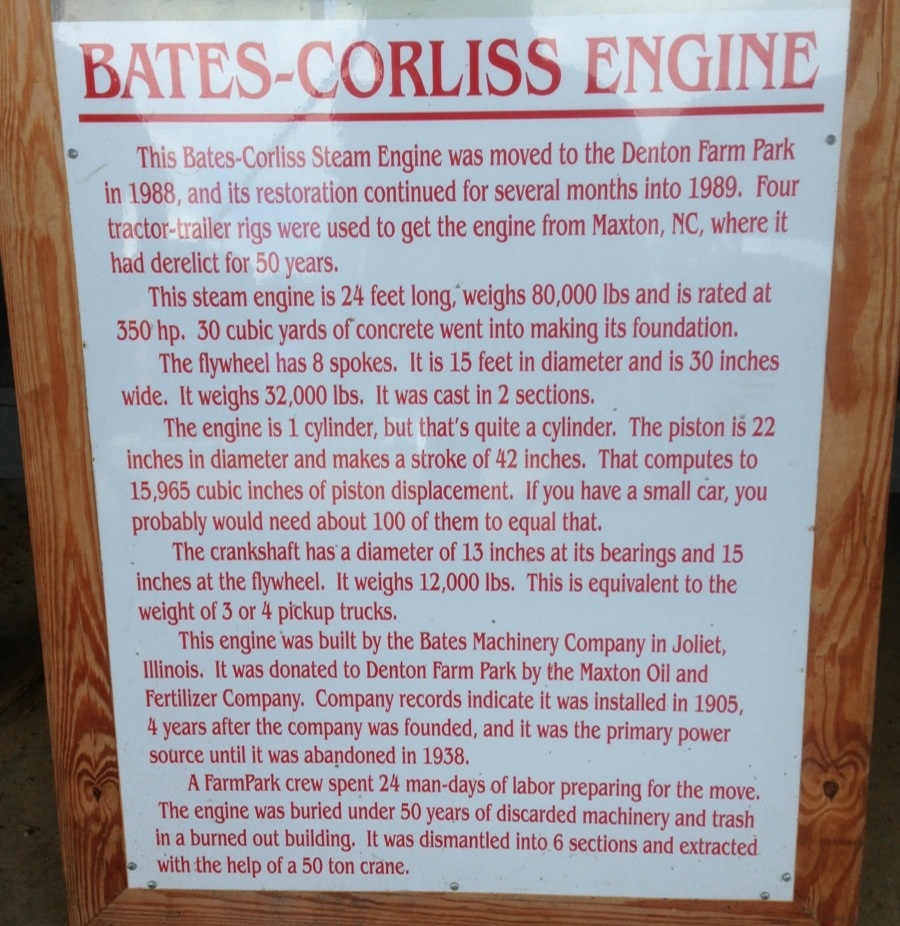 BATES-CORLISS ENGINE
This Bates-Corliss Steam Engine was moved to the Denton Farm Park
in 1988, and its restoration continued for several months into 1989. Four
tractor-trailer rigs were used to get the engine from Maxton, NC, where it
had derelict for 50 years.
This steam engine is 24 feet long, weighs 80,000 lbs and is rated at
350 hp. 30 cubic yards of concrete went into making its foundation.
The flywheel has 8 spokes. It is 15 feet in diameter and is 30 inches
wide. It weighs 32,000 lbs. It was cast in 2 sections.
The engine is 1 cylinder, but that's quite a cylinder. The piston is 22
inches in diameter and makes a stroke of 42 inches. That computes to
15,965 cubic inches of piston displacement. If you have a small car, you
probably would need about 100 of them to equal that.
The crankshaft has a diameter of 13 inches at its bearings and 15
inches at the flywheel. It weighs 12,000 lbs. This is equivalent to the
weight of 3 or 4 pickup trucks.
This engine was built by the Bates Machinery Company in Joliet,
Illinois. It was donated to Denton Farm Park by the Maxton Oil and
Fertilizer Company. Company records indicate it was installed in 1905,
4 years after the company was founded, and it was the primary power
source until it was abandoned in 1938.
A FarmPark crew spent 24 man-days of labor preparing for the move.
The engine was buried under 50 years of discarded machinery and trash
in a burned out building. It was dismantled into 6 sections and extracted
with the help of a 50 ton crane.